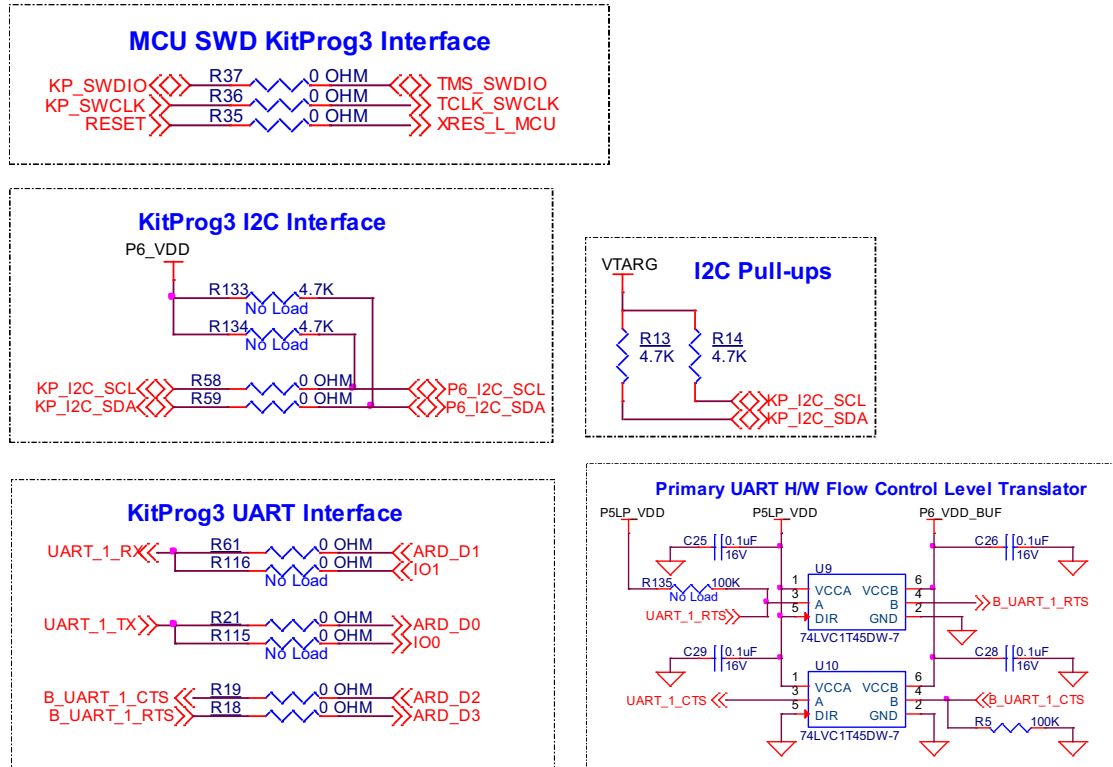 MCU SWD KitProg3 Interface
KP_SWDIO R37 0 OHM TMS_SWDIO
KP_SWCLK R36 0 OHM TCLK_SWCLK
RESET R35 0 OHM XRES_L_MCU
KitProg3 I2C Interface
P6_VDD
R133 4.7K
No Load
R134 4.7K
No Load
KP_I2C_SCL R58 0 OHM P6_I2C_SCL
KP_I2C_SDA R59 0 OHM P6_I2C_SDA
I2C Pull-ups
VTARG
R13 R14
4.7K 4.7K
KP_I2C_SCL
KP_I2C_SDA
KitProg3 UART Interface
UART_1_RX R61 0 OHM ARD_D1
R116 0 OHM IO1
No Load
UART_1_TX R21 0 OHM ARD_D0
R115 0 OHM IO0
No Load
B_UART_1_CTS R19 0 OHM ARD_D2
B_UART_1_RTS R18 0 OHM ARD_D3
Primary UART H/W Flow Control Level Translator
P5LP_VDD P5LP_VDD P6_VDD_BUF
C25 0.1uF C26 0.1uF
16V 16V
U9
R135 100K 1 VCCA VCCB 6
No Load 3 A B 4 B_UART_1_RTS
UART_1_RTS 5 DIR GND 2
74LVC1T45DW-7
C29 0.1uF C28 0.1uF
16V 16V
U10
1 VCCA VCCB 6
UART_1_CTS 3 A B 4 B_UART_1_CTS
5 DIR GND 2
R5 100K
74LVC1T45DW-7